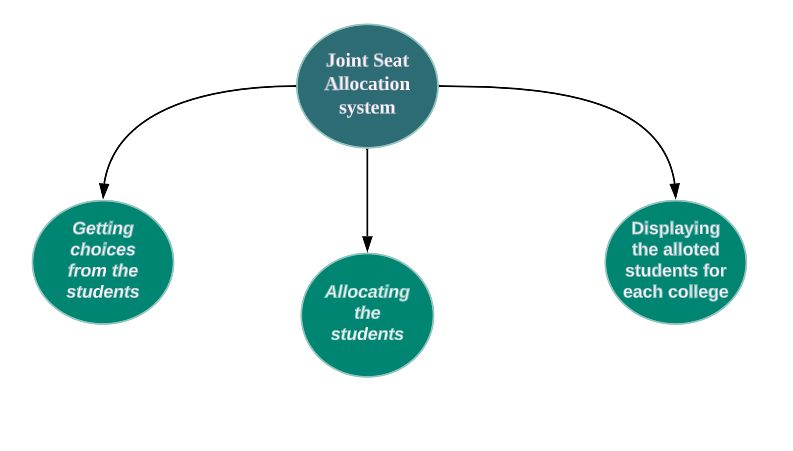 Joint Seat
Allocation
system
Getting
choices
from the
students
Allocating
the
students
Displaying
the alloted
students for
each college